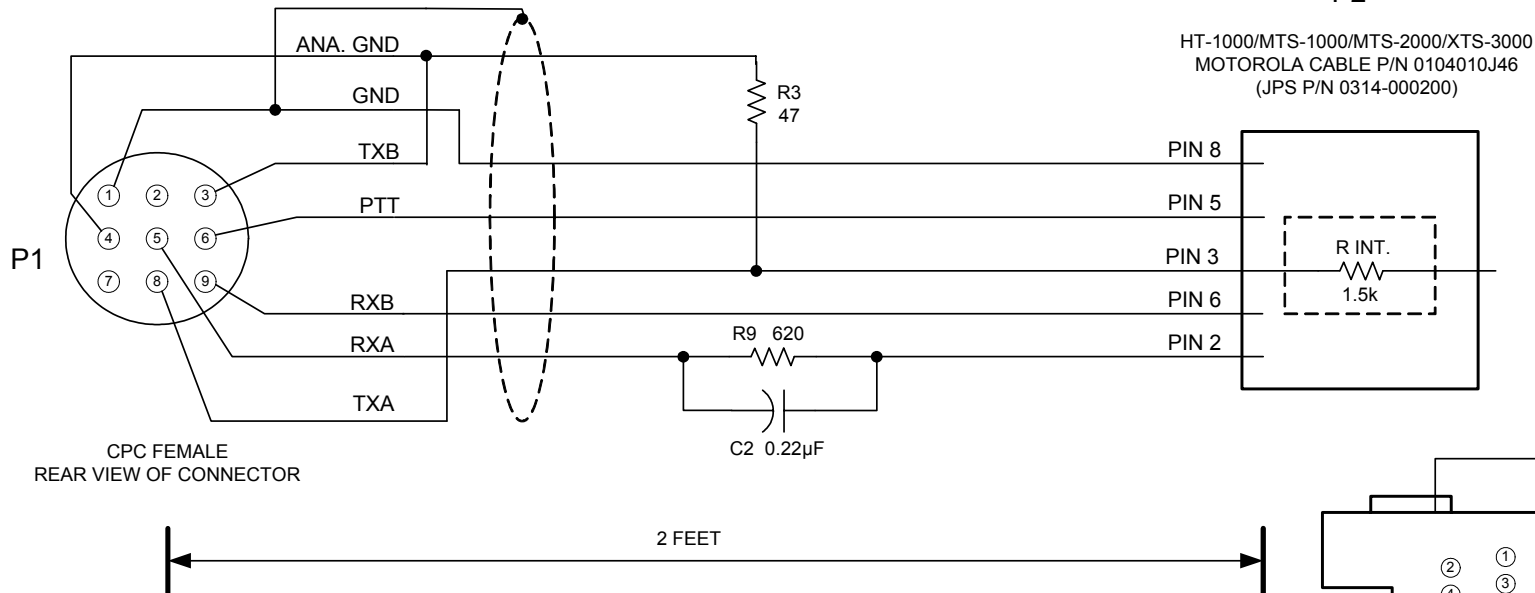 HT-1000/MTS-1000/MTS-2000/XTS-3000
MOTOROLA CABLE P/N 0104010J46
(JPS P/N 0314-000200)
ANA. GND
GND
TXB
PTT
RXB
RXA
TXA
R3
47
PIN 8
PIN 5
PIN 3
PIN 6
PIN 2
R INT.
1.5k
R9 620
C2 0.22µF
P1
1 2 3
4 5 6
7 8 9
CPC FEMALE
REAR VIEW OF CONNECTOR
2 FEET
1
2
3